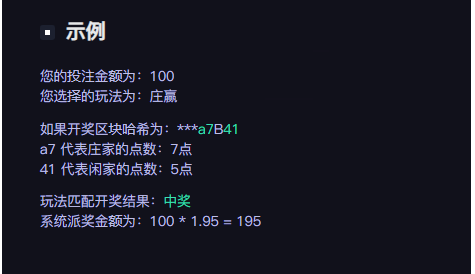 示例
您的投注金额为：100
您选择的玩法为：庄赢
如果开奖区块哈希为：***a7B41
a7 代表庄家的点数：7点
41 代表闲家的点数：5点
玩法匹配开奖结果：中奖
系统派奖金额为：100 * 1.95 = 195